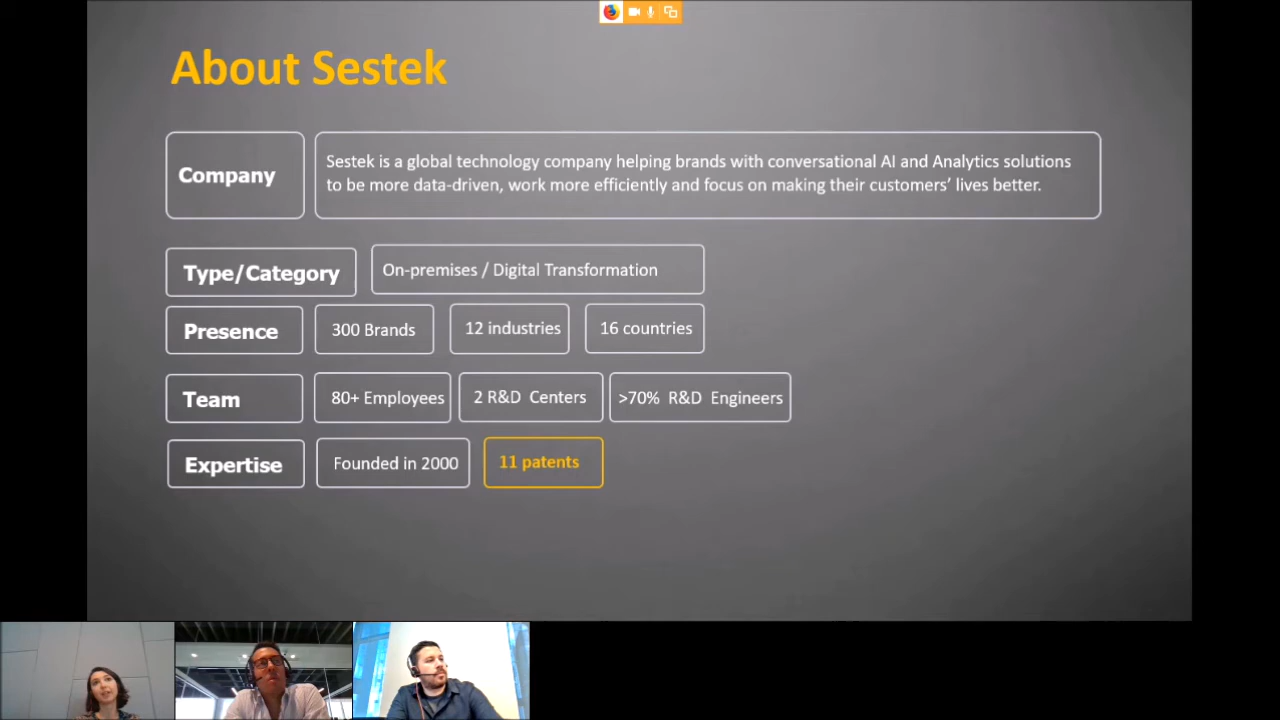 About Sestek
Company
Sestek is a global technology company helping brands with conversational AI and Analytics solutions
to be more data-driven, work more efficiently and focus on making their customers’ lives better.
Type/Category
On-premises / Digital Transformation
Presence
300 Brands
12 industries
16 countries
Team
80+ Employees
2 R&D Centers
>70% R&D Engineers
Expertise
Founded in 2000
11 patents